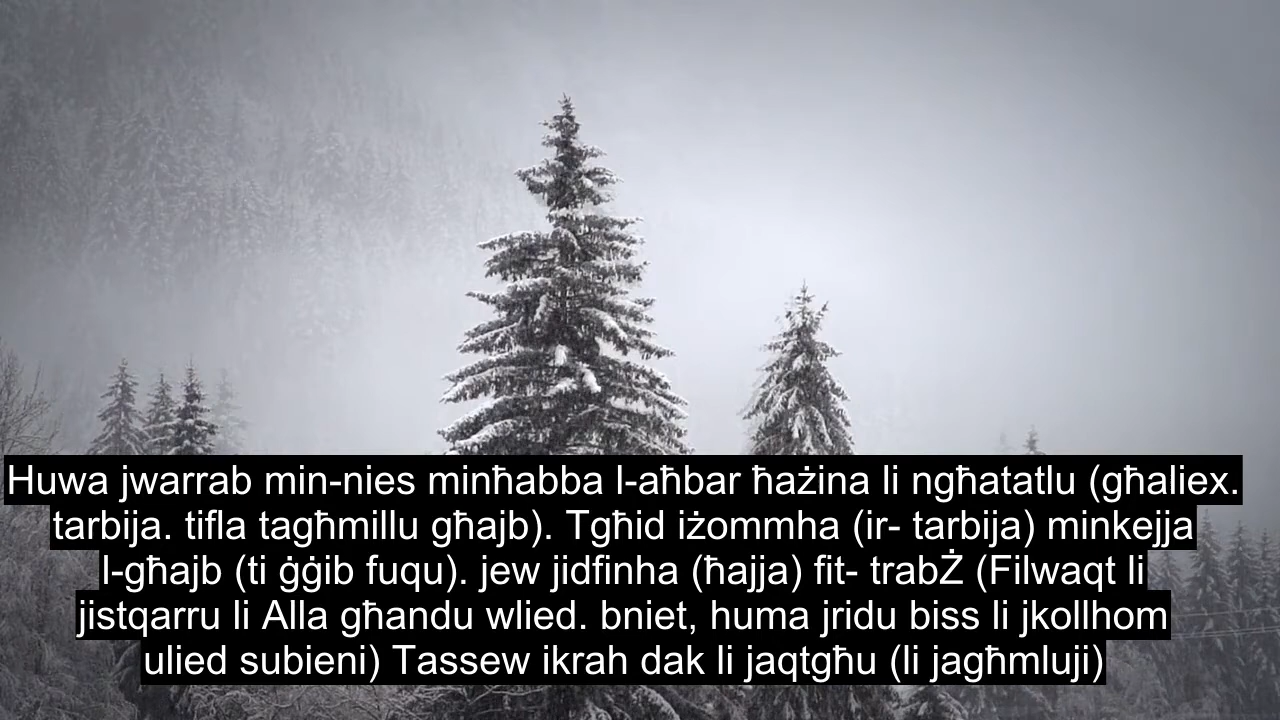 Huwa jwarrab min-nies minħabba l-aħbar ħażina li ngħatatlu (għaliex.
tarbija. tifla tagħmillu għajb). Tgħid iżommha (ir- tarbija) minkejja
l-għajb (ti ġġib fuqu). jew jidfinha (ħajja) fit- trabŻ (Filwaqt li
jistqarru li Alla għandu wlied. bniet, huma jridu biss li jkollhom
ulied subieni) Tassew ikrah dak li jaqtgħu (li jagħmluji)